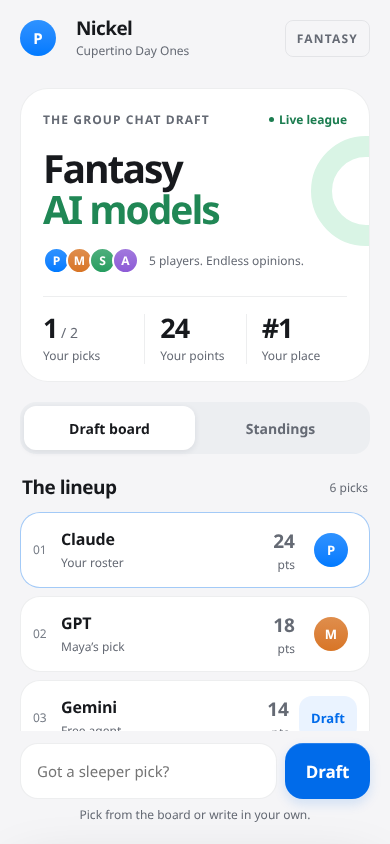 P
Nickel
Cupertino Day Ones
FANTASY
THE GROUP CHAT DRAFT
Live league
Fantasy
AI models
P M S A 5 players. Endless opinions.
1 / 2
Your picks
24
Your points
#1
Your place
Draft board
Standings
The lineup
6 picks
01
Claude
Your roster
24
pts
P
02
GPT
Maya’s pick
18
pts
M
03
Gemini
Free agent
14
pts
Draft
Got a sleeper pick?
Draft
Pick from the board or write in your own.